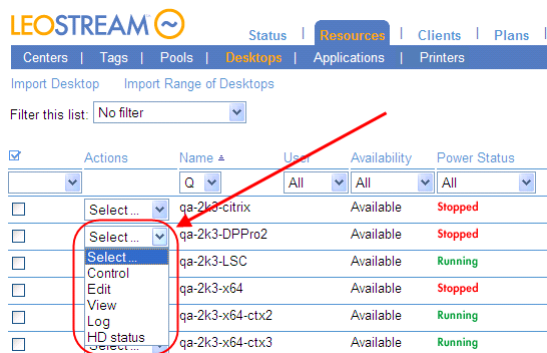 LEOSTREAM
Status | Resources | Clients | Plans |
Centers | Tags | Pools | Desktops | Applications | Printers
Import Desktop Import Range of Desktops
Filter this list: No filter
Actions Name User Availability Power Status
Q All All All
Select ... qa-2k3-citrix Available Stopped
Select ... qa-2k3-DPPro2 Available Stopped
Select ...
qa-2k3-LSC Available Running
Control
Edit
qa-2k3-x64 Available Stopped
View
Log
qa-2k3-x64-ctx2 Available Running
HD status
Select ... qa-2k3-x64-ctx3 Available Running